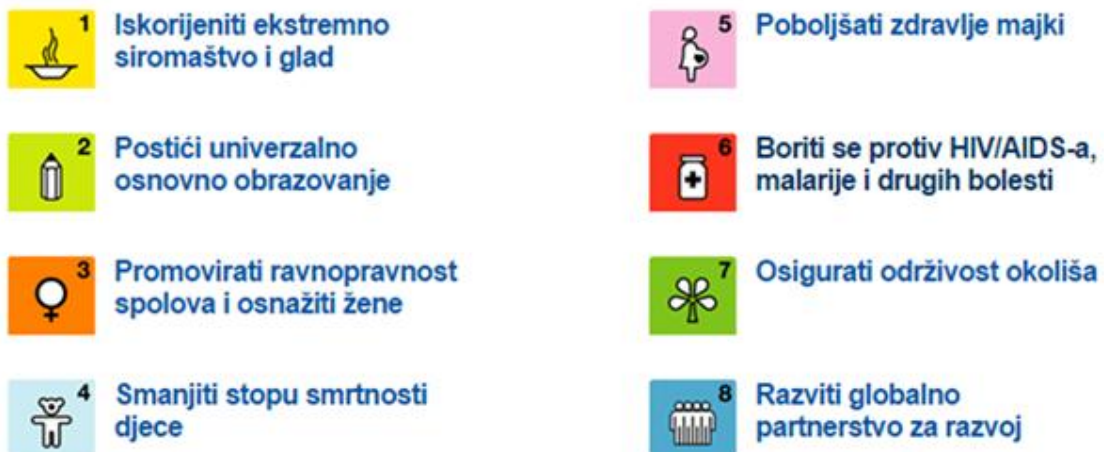 1
Iskorijeniti ekstremno
siromaštvo i glad
2
Postići univerzalno
osnovno obrazovanje
3
Promovirati ravnopravnost
spolova i osnažiti žene
4
Smanjiti stopu smrtnosti
djece
5
Poboljšati zdravlje majki
6
Boriti se protiv HIV/AIDS-a,
malarije i drugih bolesti
7
Osigurati održivost okoliša
8
Razviti globalno
partnerstvo za razvoj